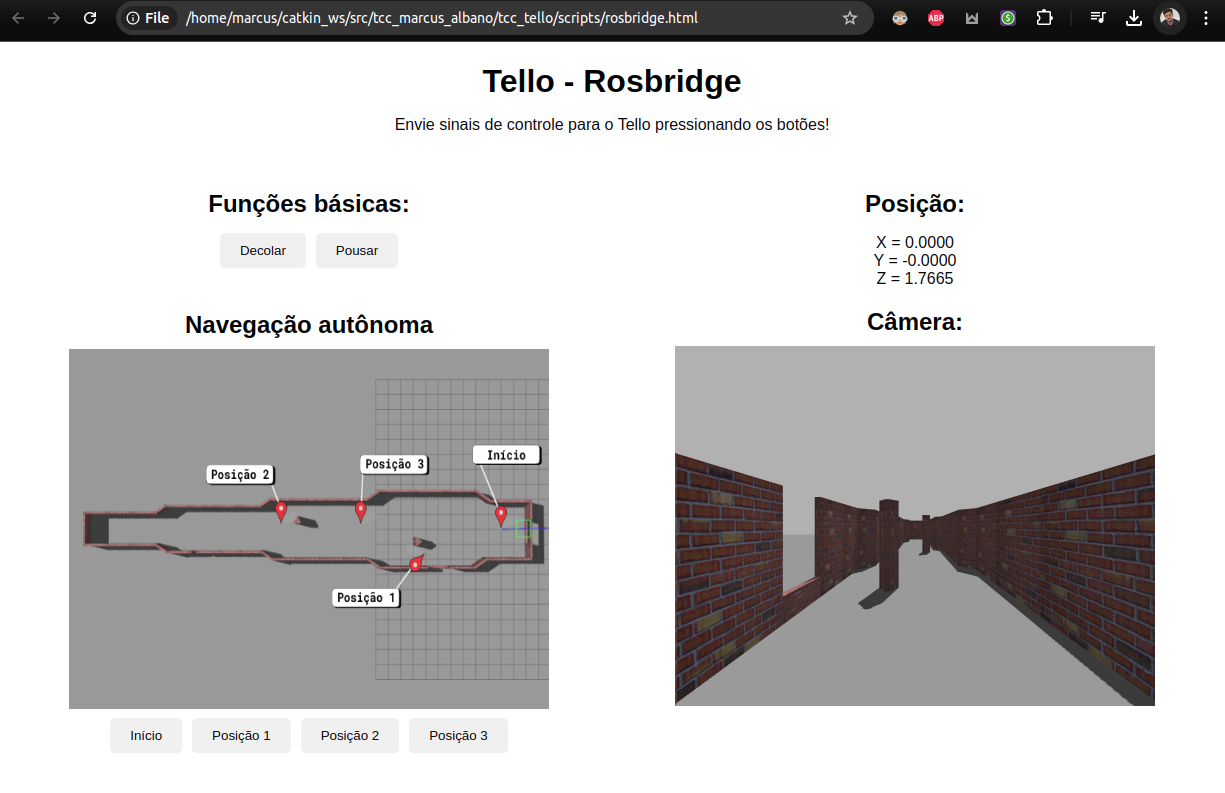 File
/home/marcus/catkin_ws/src/tcc_marcus_albano/tcc_tello/scripts/rosbridge.html
ABP
Tello - Rosbridge
Envie sinais de controle para o Tello pressionando os botões!
Funções básicas:
Decolar
Pousar
Navegação autônoma
Posição 2
Posição 3
Início
Posição 1
Início
Posição 1
Posição 2
Posição 3
Posição:
X = 0.0000
Y = -0.0000
Z = 1.7665
Câmera: